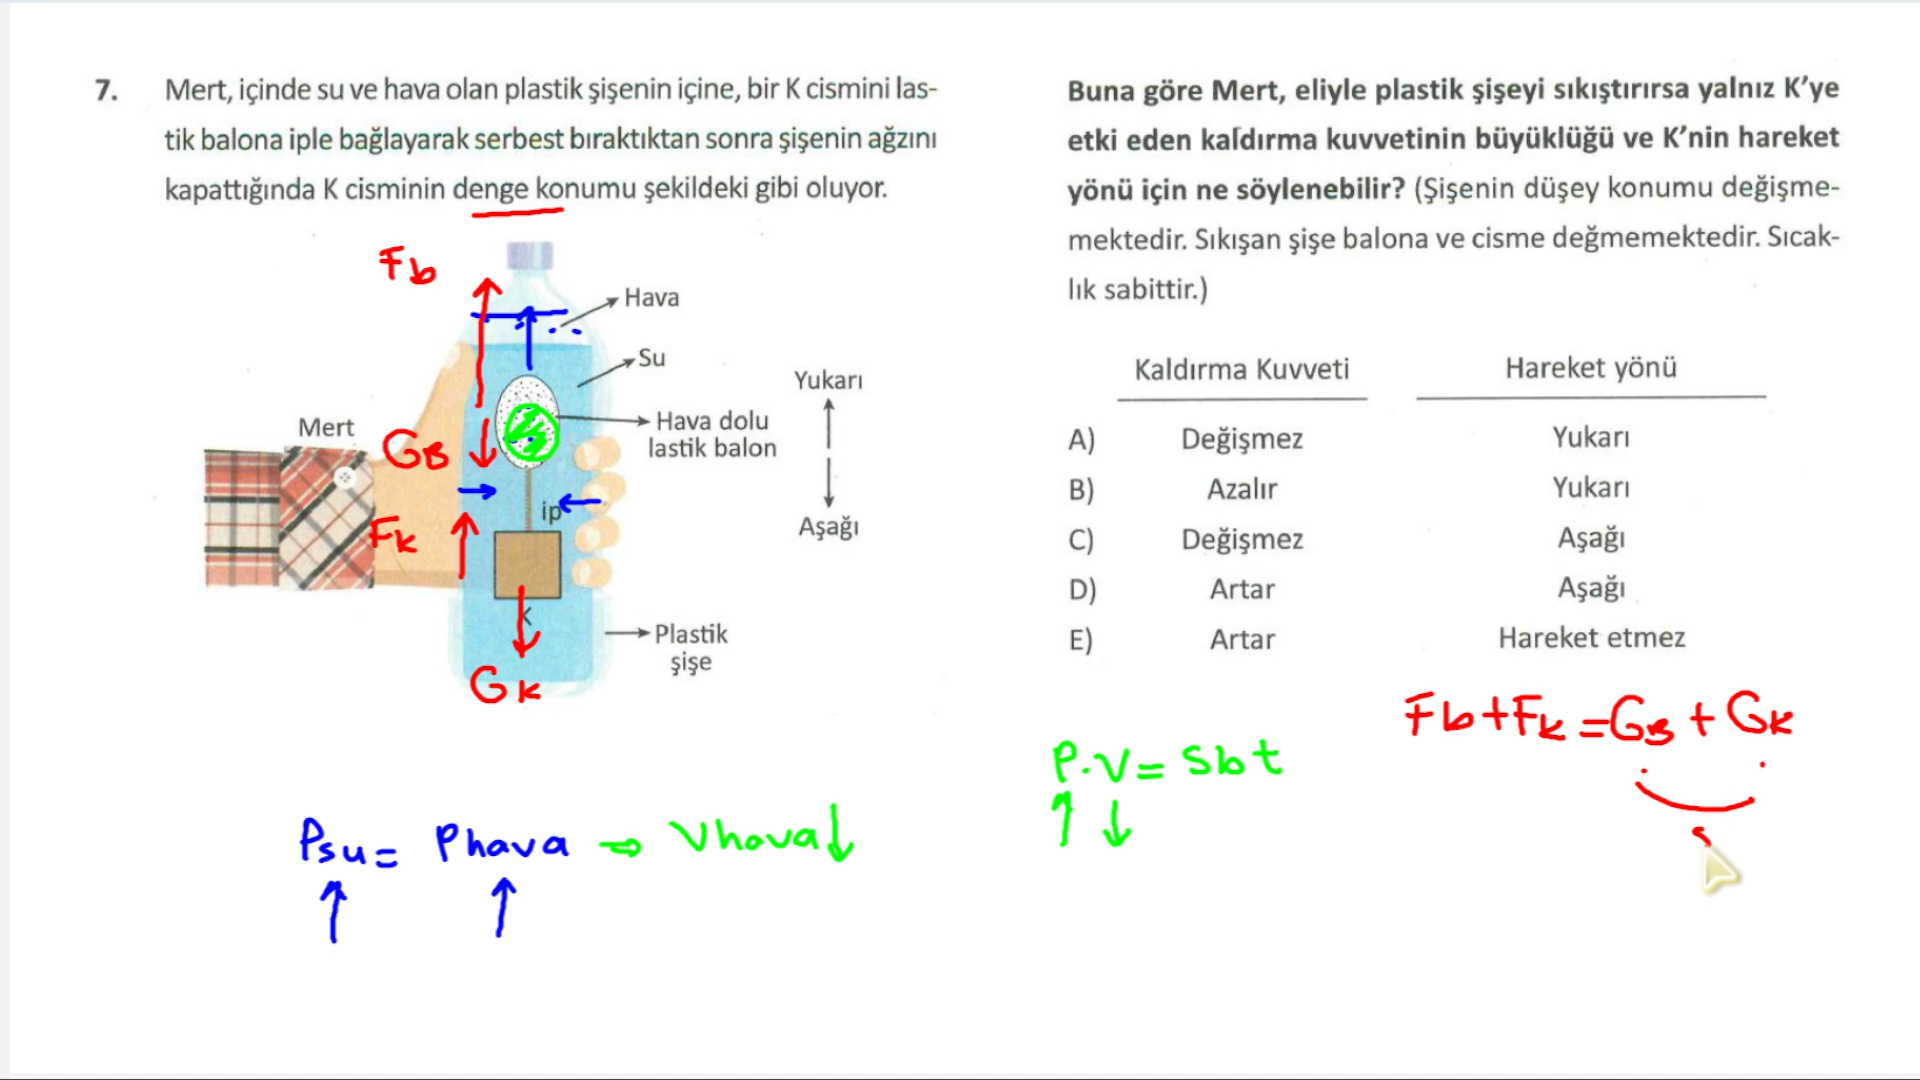 7. Mert, içinde su ve hava olan plastik şişenin içine, bir K cismini las-
tik balona iple bağlayarak serbest bıraktıktan sonra şişenin ağzını
kapattığında K cisminin denge konumu şekildeki gibi oluyor.
Fb
Hava
Su
Yukarı
Hava dolu
lastik balon
Mert
GB
ip
Aşağı
Fk
K
Plastik
şişe
GK
Psu = Phava ⇒ Vhava↓
↑ ↑
Buna göre Mert, eliyle plastik şişeyi sıkıştırırsa yalnız K'ye
etki eden kaldırma kuvvetinin büyüklüğü ve K'nin hareket
yönü için ne söylenebilir? (Şişenin düşey konumu değişme-
mektedir. Sıkışan şişe balona ve cisme değmemektedir. Sıcak-
lık sabittir.)
Kaldırma Kuvveti Hareket yönü
A) Değişmez Yukarı
B) Azalır Yukarı
C) Değişmez Aşağı
D) Artar Aşağı
E) Artar Hareket etmez
Fb+Fk=GB+GK
P.V=Sbt
↑ ↓